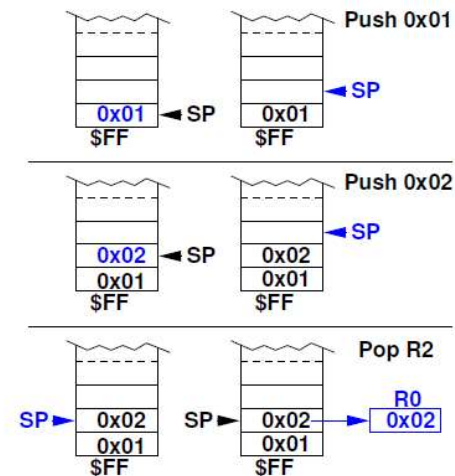 Push 0x01
SP
0x01 SP 0x01
$FF $FF
Push 0x02
SP
0x02 SP 0x02
0x01 0x01
$FF $FF
Pop R2
R0
SP 0x02 SP 0x02 0x02
0x01 0x01
$FF $FF